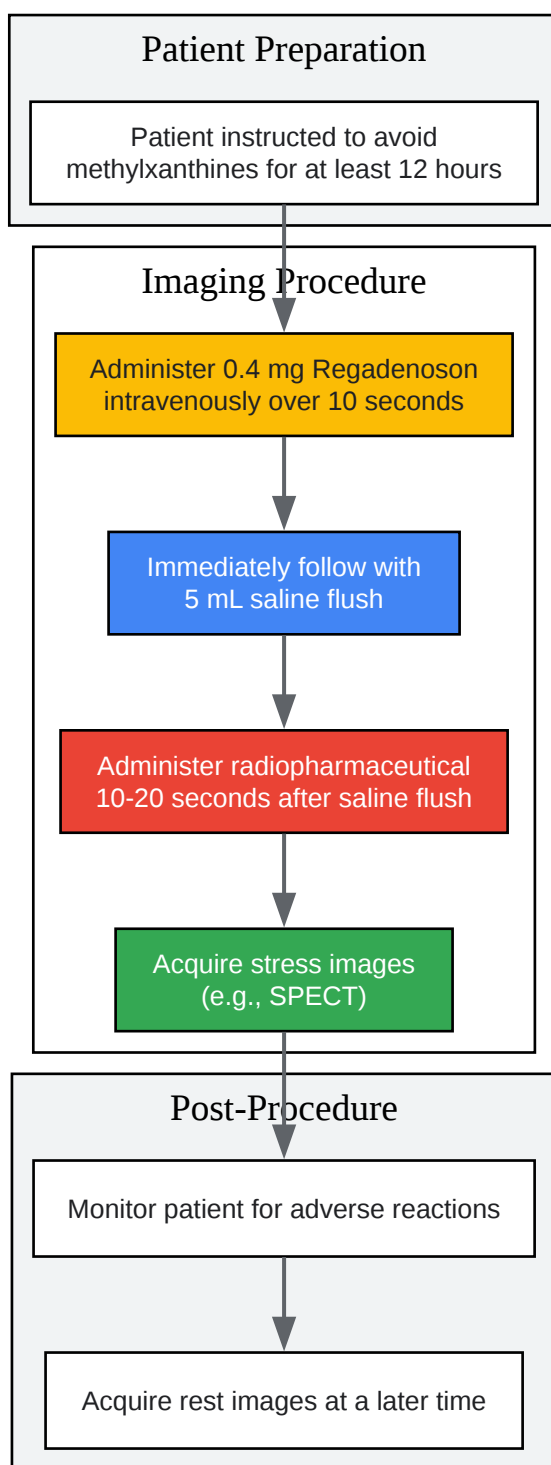 Patient Preparation
Patient instructed to avoid
methylxanthines for at least 12 hours
Imaging Procedure
Administer 0.4 mg Regadenoson
intravenously over 10 seconds
Immediately follow with
5 mL saline flush
Administer radiopharmaceutical
10-20 seconds after saline flush
Acquire stress images
(e.g., SPECT)
Post-Procedure
Monitor patient for adverse reactions
Acquire rest images at a later time